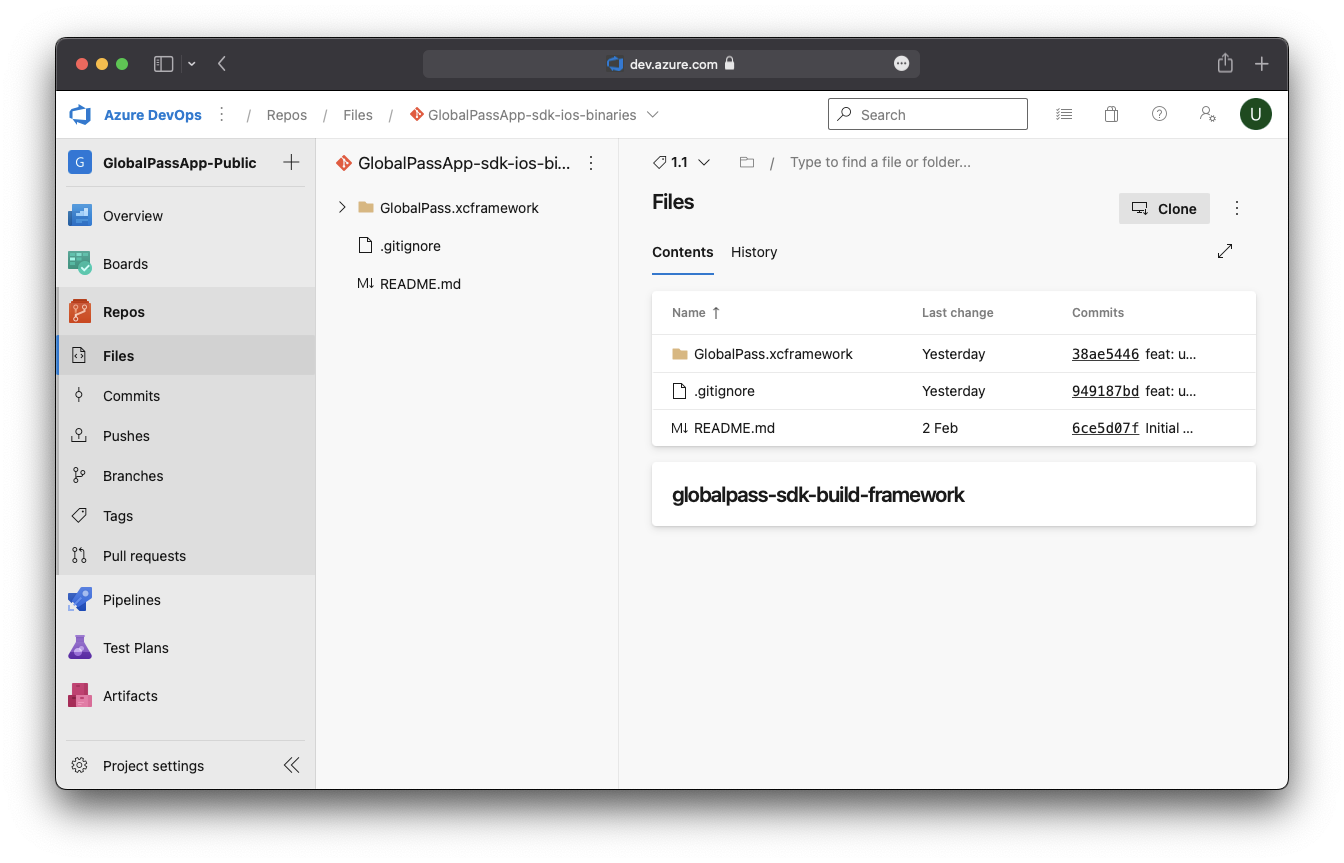 dev.azure.com
Azure DevOps / Repos / Files / GlobalPassApp-sdk-ios-binaries
Search
U
G GlobalPassApp-Public
Overview
Boards
Repos
Files
Commits
Pushes
Branches
Tags
Pull requests
Pipelines
Test Plans
Artifacts
Project settings
GlobalPassApp-sdk-ios-bi...
GlobalPass.xcframework
.gitignore
M↓ README.md
1.1 / Type to find a file or folder...
Files
Clone
Contents History
Name ↑ Last change Commits
GlobalPass.xcframework Yesterday 38ae5446 feat: u...
.gitignore Yesterday 949187bd feat: u...
M↓ README.md 2 Feb 6ce5d07f Initial ...
globalpass-sdk-build-framework